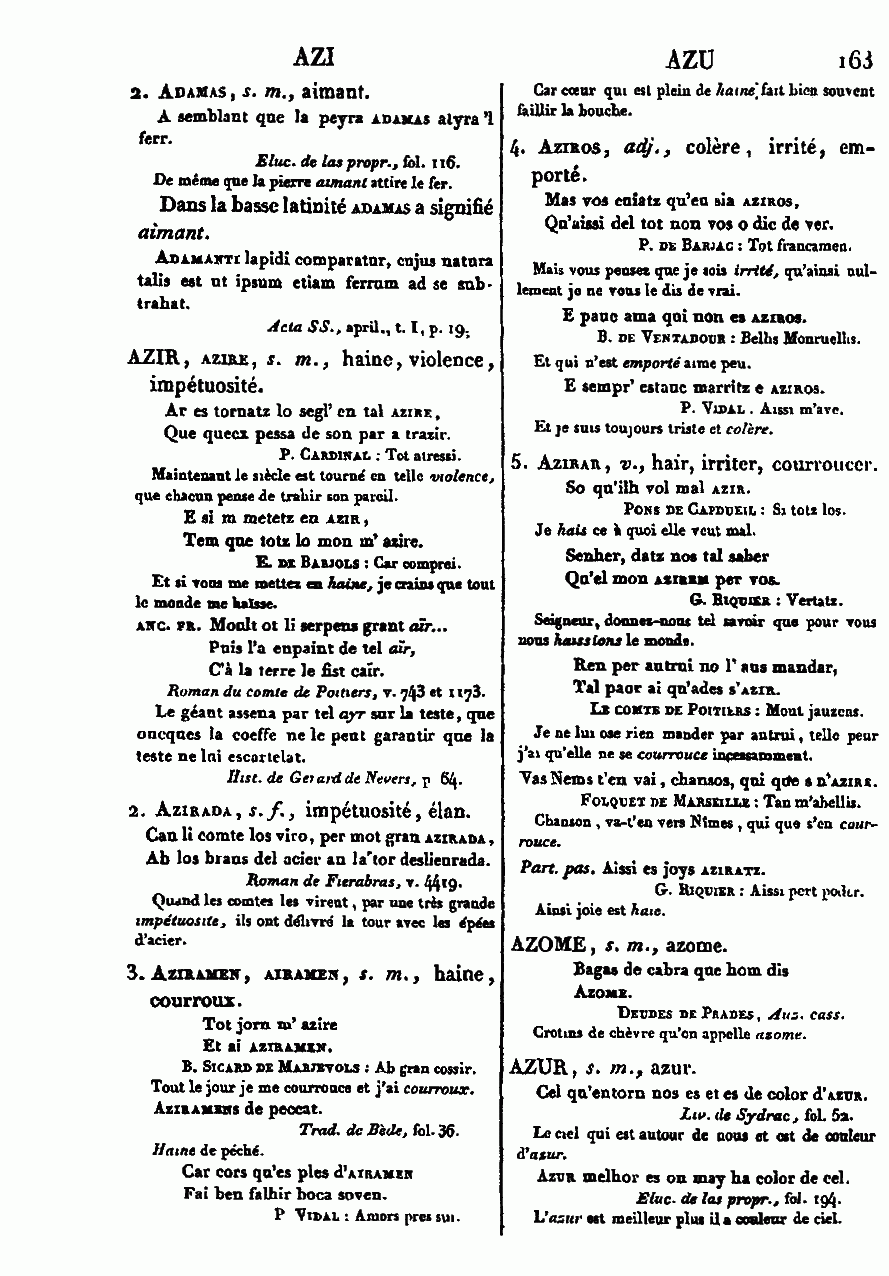 AZI
2. ADAMAS, s. m., aimant.
A semblant que la peyra ADAMAS atyra 'l
ferr.
Eluc. de las propr., fol. 116.
De même que la pierre aimant attire le fer.
Dans la basse latinité ADAMAS a signifié
aimant.
ADAMANTI lapidi comparatur, cujus natura
talis est ut ipsum etiam ferrum ad se sub-
trahat.
Acta SS., april., t. I, p. 19.
AZIR, AZIRE, s. m., haine, violence,
impétuosité.
Ar es tornatz lo segl' en tal AZIRE,
Que quecx pessa de son par a trazir.
P. CARDINAL : Tot atressi.
Maintenant le siècle est tourné en telle violence,
que chacun pense de trahir son pareil.
E si m metetz en AZIR,
Tem que totz lo mon m' azire.
E. DE BARJOLS : Car comprei.
Et si vous me mettez en haine, je crains que tout
le monde me haïsse.
ANC. FR. Moult ot li serpens grant aïr...
Puis l'a enpaint de tel aïr,
C'à la terre le fist caïr.
Roman du comte de Poitiers, v. 743 et 1173.
Le géant assena par tel ayr sur la teste, que
oncques la coeffe ne le peut garantir que la
teste ne lui escartelat.
Hist. de Gerard de Nevers, p 64.
2. AZIRADA, s. f., impétuosité, élan.
Can li comte los viro, per mot gran AZIRADA,
Ab los brans del acier an la tor desliurada.
Roman de Fierabras, v. 4419.
Quand les comtes les virent, par une très grande
impétuosite, ils ont délivré la tour avec les épées
d'acier.
3. AZIRAMEN, AIRAMEN, s. m., haine,
courroux.
Tot jorn m' azire
Et ai AZIRAMEN.
B. SICARD DE MARJEVOLS : Ab gran cossir.
Tout le jour je me courrouce et j'ai courroux.
AZIRAMENS de peccat.
Trad. de Bède, fol. 36.
Haine de péché.
Car cors qu'es ples d'AIRAMEN
Fai ben falhir boca soven.
P VIDAL : Amors pres sui.
AZU 163
Car cœur qui est plein de haine fait bien souvent
faillir la bouche.
4. AZIROS, adj., colère, irrité, em-
porté.
Mas vos cuiatz qu'eu sia AZIROS,
Qu'aissi del tot non vos o dic de ver.
P. DE BARJAC : Tot francamen.
Mais vous pensez que je sois irrité, qu'ainsi nul-
lement je ne vous le dis de vrai.
E pauc ama qui non es AZIROS.
B. DE VENTADOUR : Belhs Monruelhs.
Et qui n'est emporté aime peu.
E sempr' estauc marritz e AZIROS.
P. VIDAL. Aissi m'ave.
Et je suis toujours triste et colère.
5. AZIRAR, v., hair, irriter, courroucer.
So qu'ilh vol mal AZIR.
PONS DE CAPDUEIL : Si totz los.
Je hais ce à quoi elle veut mal.
Senher, datz nos tal saber
Qu'el mon AZIREM per vos.
G. RIQUIER : Vertatz.
Seigneur, donnez-nous tel savoir que pour vous
nous haïssions le monde.
Ren per autrui no l' aus mandar,
Tal paor ai qu'ades s'AZIR.
LE COMTE DE POITIERS : Mout jauzens.
Je ne lui ose rien mander par autrui, telle peur
j'ai qu'elle ne se courrouce incessamment.
Vas Nems t'en vai, chansos, qui que s n'AZIRE.
FOLQUET DE MARSEILLE : Tan m'abellis.
Chanson, va-t'en vers Nîmes, qui que s'en cour-
rouce.
Part. pas. Aissi es joys AZIRATZ.
G. RIQUIER : Aissi pert poder.
Ainsi joie est haïe.
AZOME, s. m., azome.
Bagas de cabra que hom dis
AZOME.
DEUDES DE PRADES, Auz. cass.
Crotins de chèvre qu'on appelle azome.
AZUR, s. m., azur.
Cel qu'entorn nos es et es de color d'AZUR.
Liv. de Sydrac, fol. 52.
Le ciel qui est autour de nous et est de couleur
d'azur.
AZUR melhor es on may ha color de cel.
Eluc. de las propr., fol. 194.
L'azur est meilleur plus il a couleur de ciel.